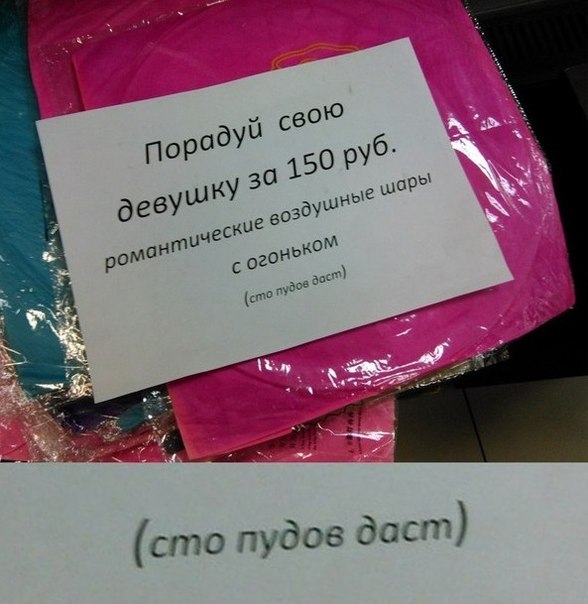 Порадуй свою
девушку за 150 руб.
романтические воздушные шары
с огоньком
(сто пудов даст)
(сто пудов даст)